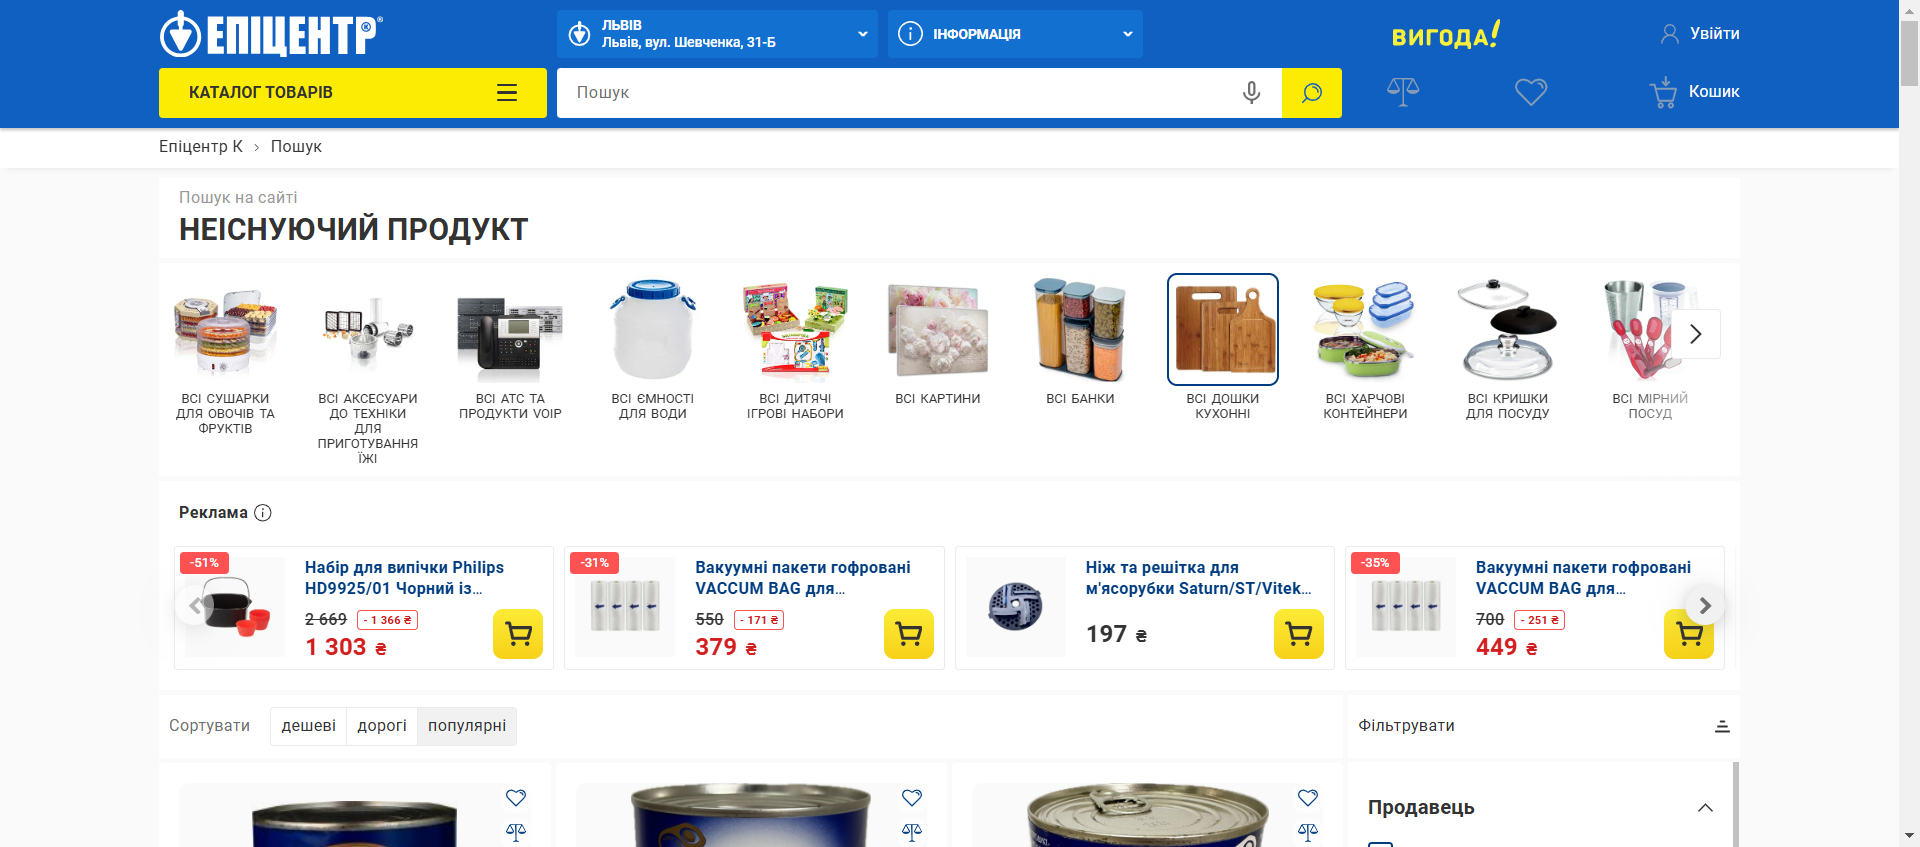 ЕПІЦЕНТР®
ЛЬВІВ
Львів, вул. Шевченка, 31-Б
ІНФОРМАЦІЯ
ВИГОДА!
Увійти
КАТАЛОГ ТОВАРІВ
Пошук
Кошик
Епіцентр К > Пошук
Пошук на сайті
НЕІСНУЮЧИЙ ПРОДУКТ
ВСІ СУШАРКИ
ДЛЯ ОВОЧІВ ТА
ФРУКТІВ
ВСІ АКСЕСУАРИ
ДО ТЕХНІКИ
ДЛЯ
ПРИГОТУВАННЯ
ЇЖІ
ВСІ АТС ТА
ПРОДУКТИ VOIP
ВСІ ЄМНОСТІ
ДЛЯ ВОДИ
ВСІ ДИТЯЧІ
ІГРОВІ НАБОРИ
ВСІ КАРТИНИ
ВСІ БАНКИ
ВСІ ДОШКИ
КУХОННІ
ВСІ ХАРЧОВІ
КОНТЕЙНЕРИ
ВСІ КРИШКИ
ДЛЯ ПОСУДУ
ВСІ МІРНИЙ
ПОСУД
Реклама
-51%
Набір для випічки Philips
HD9925/01 Чорний із...
2 669 - 1 366 ₴
1 303 ₴
-31%
Вакуумні пакети гофровані
VACCUM BAG для...
550 - 171 ₴
379 ₴
Ніж та решітка для
м'ясорубки Saturn/ST/Vitek...
197 ₴
-35%
Вакуумні пакети гофровані
VACCUM BAG для...
700 - 251 ₴
449 ₴
Сортувати дешеві дорогі популярні
Фільтрувати
Продавець